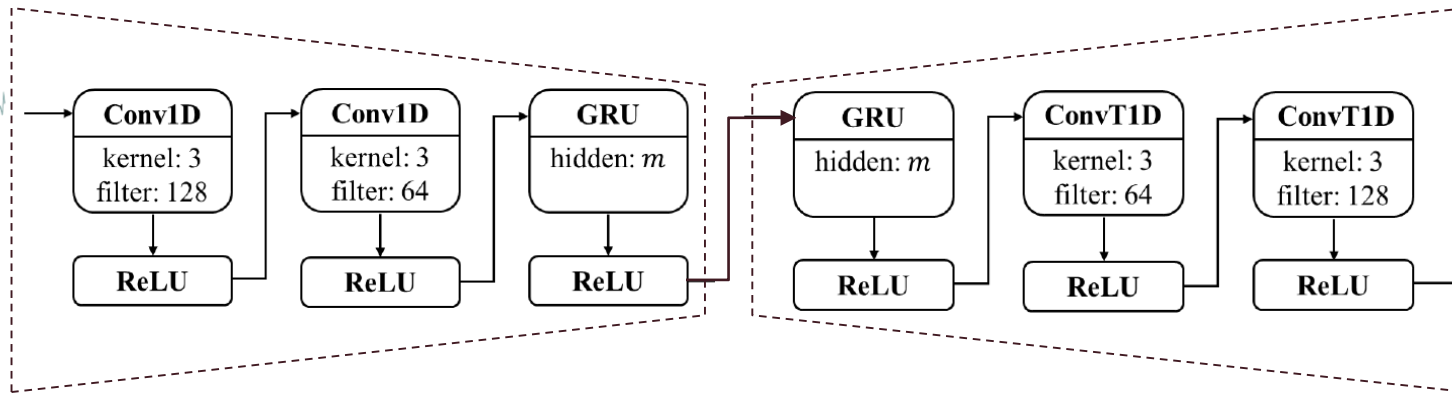 Conv1D
kernel: 3
filter: 128
ReLU
Conv1D
kernel: 3
filter: 64
ReLU
GRU
hidden: m
ReLU
GRU
hidden: m
ReLU
ConvT1D
kernel: 3
filter: 64
ReLU
ConvT1D
kernel: 3
filter: 128
ReLU